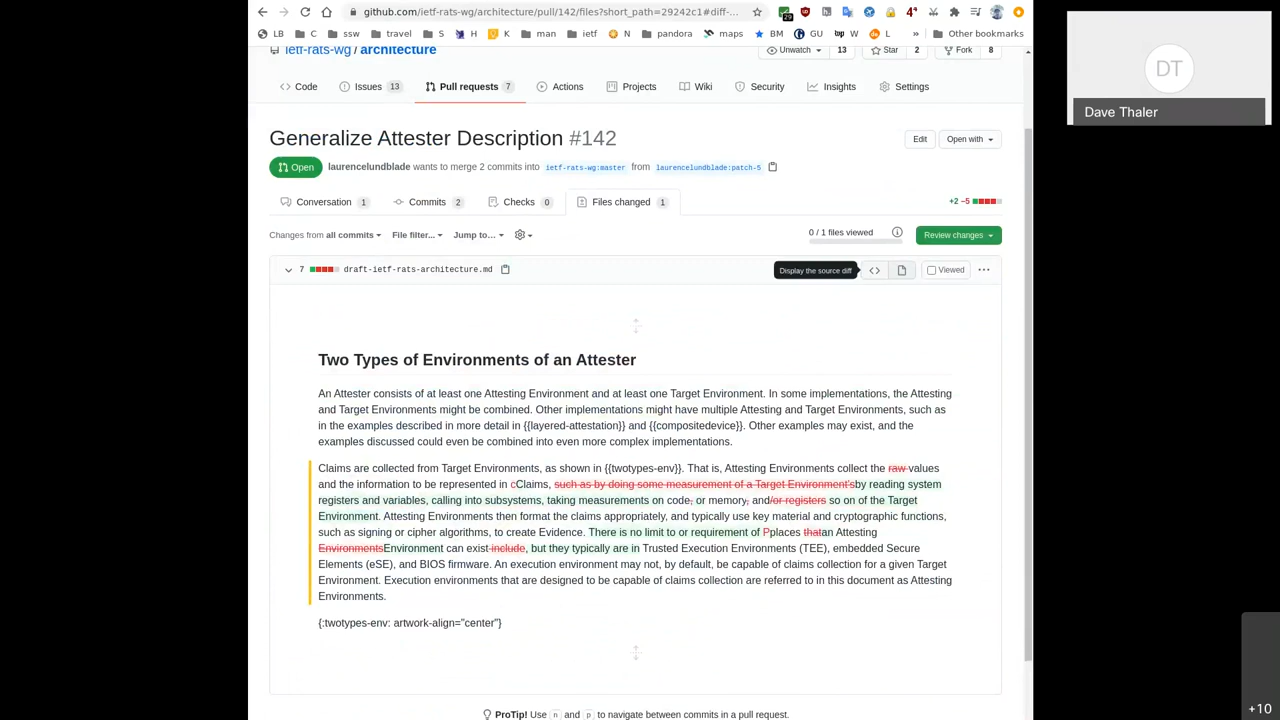 github.com/ietf-rats-wg/architecture/pull/142/files?short_path=29242c1#diff-...
29
4
LB C ssw travel S H K man ietf N pandora maps BM GU W L » Other bookmarks
ietf-rats-wg / architecture Unwatch 13 Star 2 Fork 8
Code Issues 13 Pull requests 7 Actions Projects Wiki Security Insights Settings
Generalize Attester Description #142 Edit Open with
Open laurencelundblade wants to merge 2 commits into ietf-rats-wg:master from laurencelundblade:patch-5
Conversation 1 Commits 2 Checks 0 Files changed 1 +2 −5
Changes from all commits File filter... Jump to... 0 / 1 files viewed Review changes
7 draft-ietf-rats-architecture.md Display the source diff <> Viewed ...
Two Types of Environments of an Attester
An Attester consists of at least one Attesting Environment and at least one Target Environment. In some implementations, the Attesting
and Target Environments might be combined. Other implementations might have multiple Attesting and Target Environments, such as
in the examples described in more detail in {{layered-attestation}} and {{compositedevice}}. Other examples may exist, and the
examples discussed could even be combined into even more complex implementations.
Claims are collected from Target Environments, as shown in {{twotypes-env}}. That is, Attesting Environments collect the raw values
and the information to be represented in cClaims, such as by doing some measurement of a Target Environment'sby reading system
registers and variables, calling into subsystems, taking measurements on code, or memory, and/or registers so on of the Target
Environment. Attesting Environments then format the claims appropriately, and typically use key material and cryptographic functions,
such as signing or cipher algorithms, to create Evidence. There is no limit to or requirement of Pplaces thatan Attesting
EnvironmentsEnvironment can exist include, but they typically are in Trusted Execution Environments (TEE), embedded Secure
Elements (eSE), and BIOS firmware. An execution environment may not, by default, be capable of claims collection for a given Target
Environment. Execution environments that are designed to be capable of claims collection are referred to in this document as Attesting
Environments.
{:twotypes-env: artwork-align="center"}
ProTip! Use n and p to navigate between commits in a pull request.
DT
Dave Thaler
+10